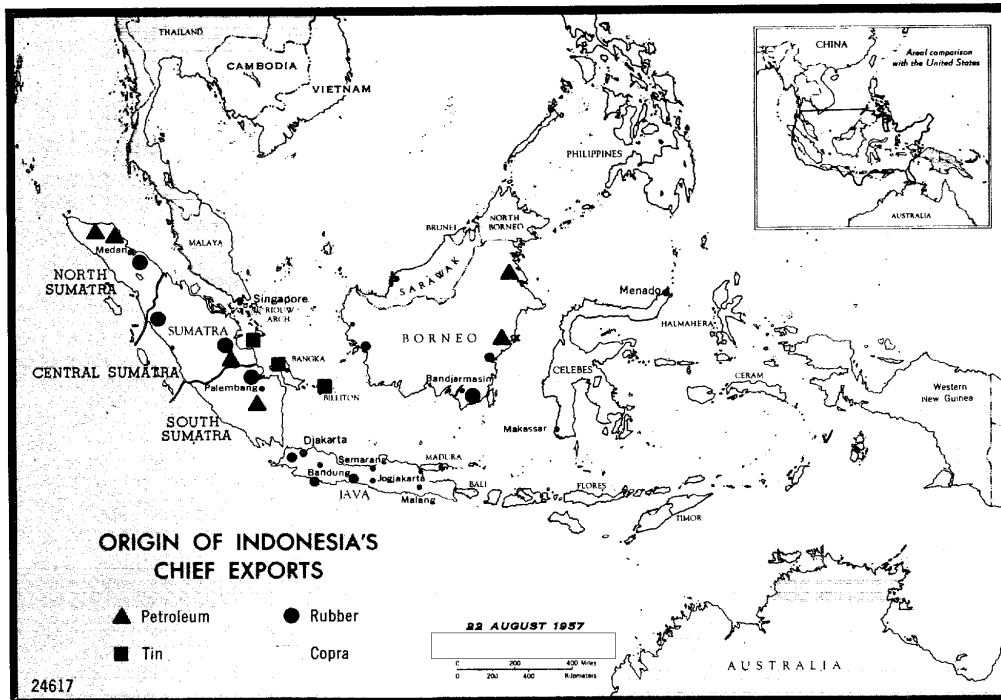 THAILAND
CAMBODIA
VIETNAM
PHILIPPINES
CHINA
Areal comparison
with the United States
AUSTRALIA
MALAYA
BRUNEI
NORTH
BORNEO
SARAWAK
Medan
NORTH
SUMATRA
Singapore
RIOUW
ARCH.
SUMATRA
BORNEO
Menado
HALMAHERA
CENTRAL SUMATRA
BANGKA
Palembang
BILLITON
Bandjarmasin
CELEBES
CERAM
Western
New Guinea
SOUTH
SUMATRA
Makassar
Djakarta
Semarang
MADURA
Bandung
Jogjakarta
JAVA
Malang
BALI
FLORES
TIMOR
ORIGIN OF INDONESIA'S
CHIEF EXPORTS
Petroleum
Rubber
Tin
Copra
22 AUGUST 1957
0 200 400 Miles
0 200 400 Kilometers
AUSTRALIA
24617